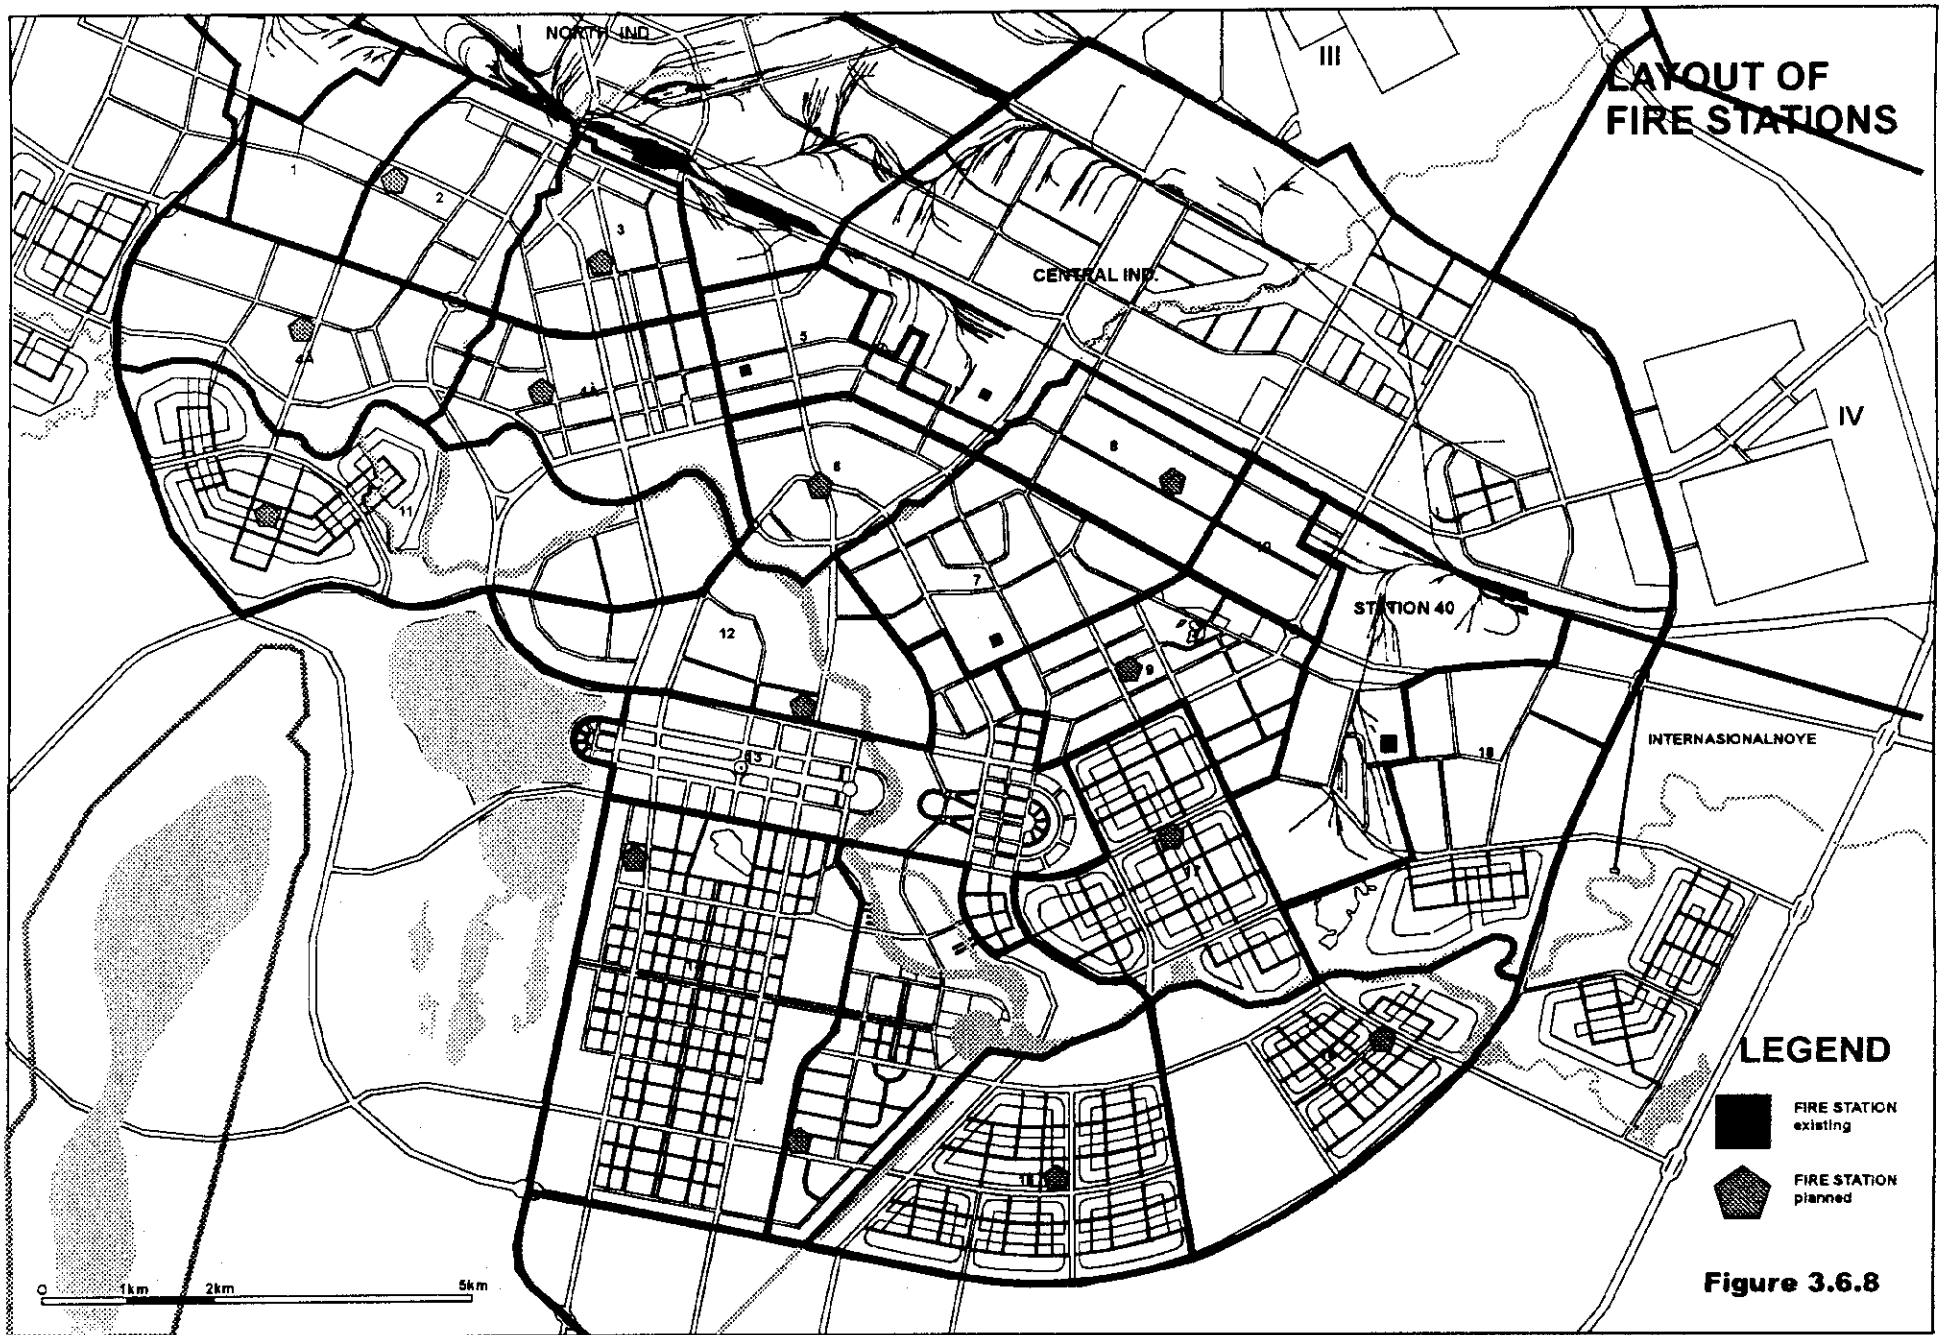 LAYOUT OF
FIRE STATIONS
NORTH IND
III
1
2
3
CENTRAL IND.
4A
5
IV
6
8
11
10
7
STATION 40
12
9
INTERNASIONALNOYE
13
18
LEGEND
FIRE STATION
existing
FIRE STATION
planned
0 1km 2km 5km
Figure 3.6.8